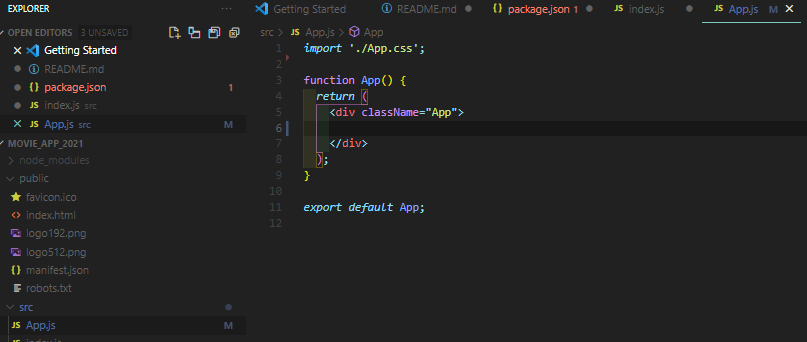 EXPLORER
OPEN EDITORS 3 UNSAVED
Getting Started
README.md
package.json 1
index.js src
App.js src M
MOVIE_APP_2021
node_modules
public
favicon.ico
index.html
logo192.png
logo512.png
manifest.json
robots.txt
src
JS App.js M
Getting Started README.md package.json 1 JS index.js JS App.js M
src > JS App.js > App
1 import './App.css';
2
3 function App() {
4 return (
5 <div className="App">
6
7 </div>
8 );
9 }
10
11 export default App;
12